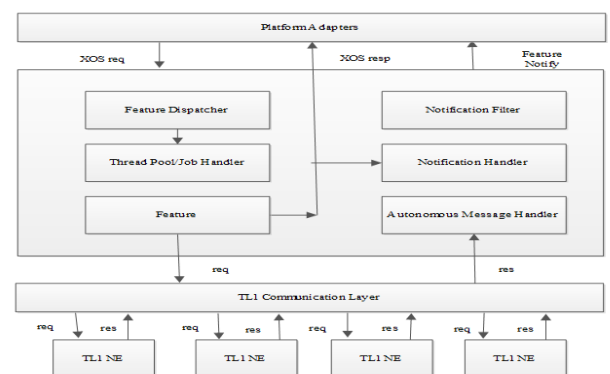 Platform Adapters
XOS req
XOS resp
Feature
Notify
Feature Dispatcher
Notification Filter
Thread Pool/Job Handler
Notification Handler
Feature
Autonomous Message Handler
req
res
TL1 Communication Layer
req
res
req
res
req
res
req
res
TL1 NE
TL1 NE
TL1 NE
TL1 NE